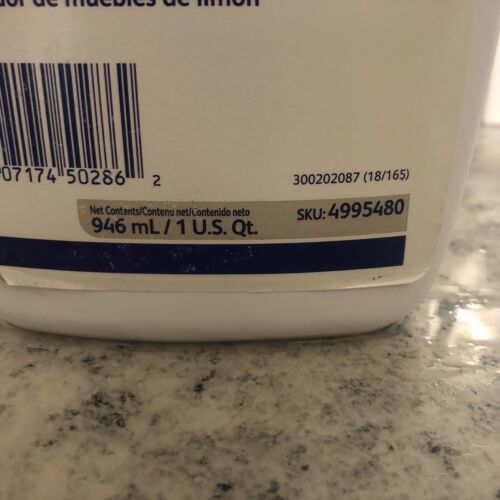 de muebles de limón
07174 50286 2
300202087 (18/165)
Net Contents/Contenu net/Contenido neto
946 mL / 1 U.S. Qt.
SKU: 4995480